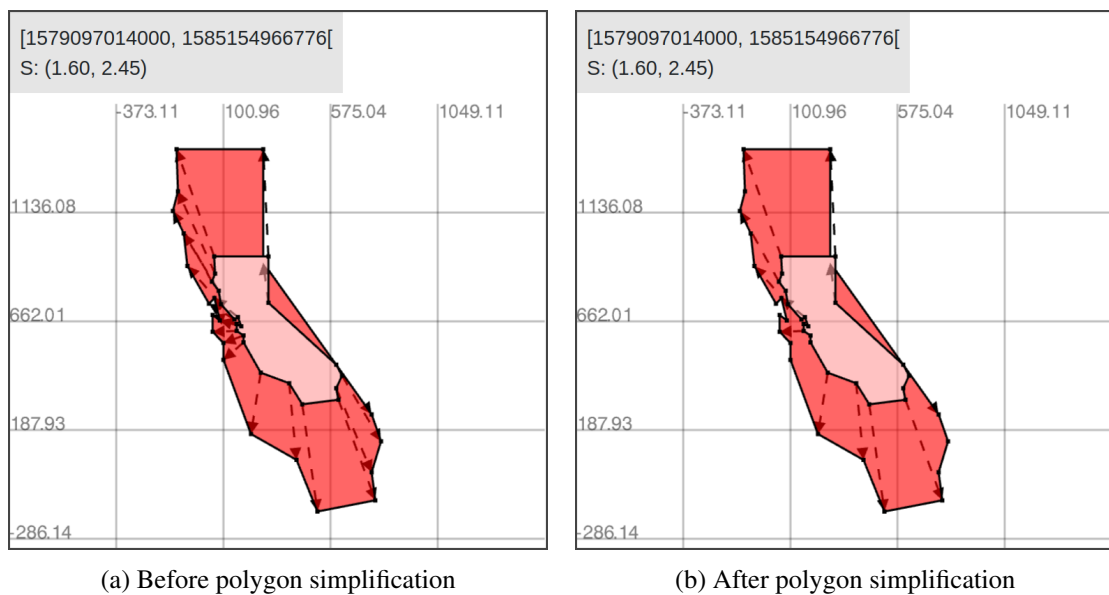 [1579097014000, 1585154966776[
S: (1.60, 2.45)
-373.11 100.96 575.04 1049.11
1136.08
662.01
187.93
-286.14
(a) Before polygon simplification
[1579097014000, 1585154966776[
S: (1.60, 2.45)
-373.11 100.96 575.04 1049.11
1136.08
662.01
187.93
-286.14
(b) After polygon simplification